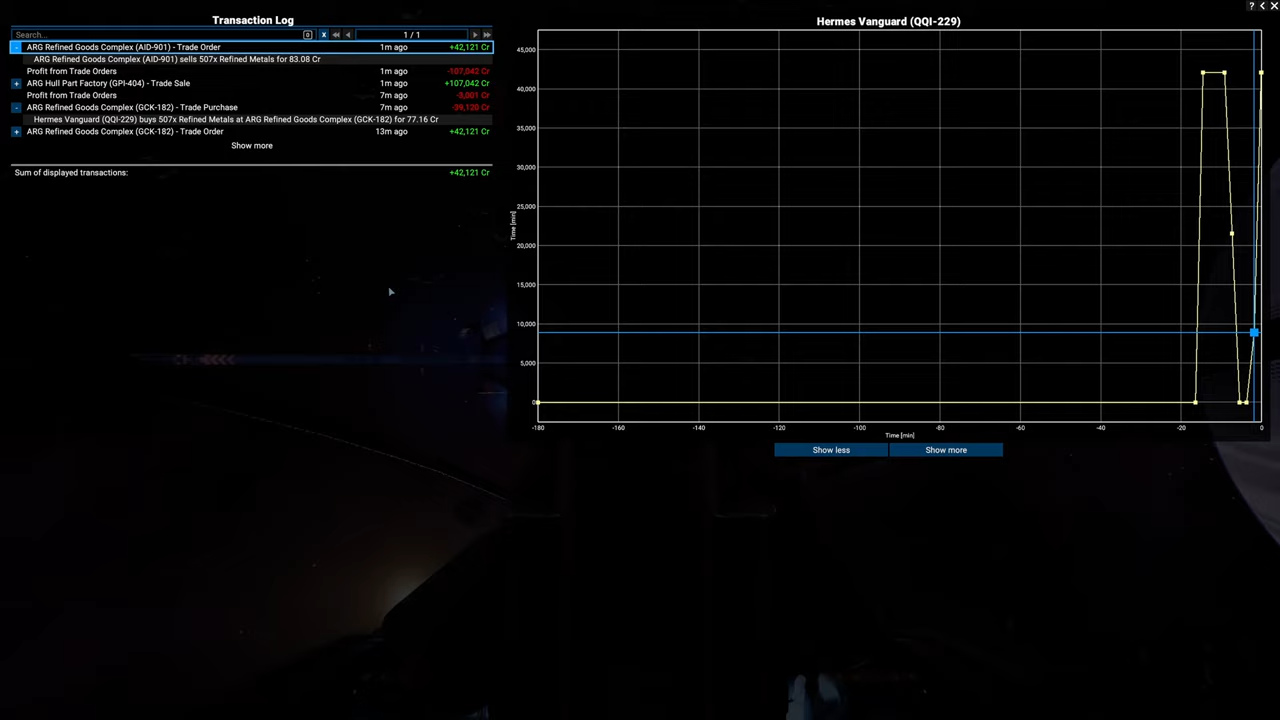 Transaction Log
Search...
0
x
1 / 1
- ARG Refined Goods Complex (AID-901) - Trade Order 1m ago +42,121 Cr
ARG Refined Goods Complex (AID-901) sells 507x Refined Metals for 83.08 Cr
Profit from Trade Orders 1m ago -107,042 Cr
+ ARG Hull Part Factory (GPI-404) - Trade Sale 1m ago +107,042 Cr
Profit from Trade Orders 7m ago -3,001 Cr
- ARG Refined Goods Complex (GCK-182) - Trade Purchase 7m ago -39,120 Cr
Hermes Vanguard (QQI-229) buys 507x Refined Metals at ARG Refined Goods Complex (GCK-182) for 77.16 Cr
+ ARG Refined Goods Complex (GCK-182) - Trade Order 13m ago +42,121 Cr
Show more
Sum of displayed transactions: +42,121 Cr
? < X
Hermes Vanguard (QQI-229)
45,000
40,000
35,000
30,000
25,000
20,000
15,000
10,000
5,000
0
Time [min]
-180 -160 -140 -120 -100 -80 -60 -40 -20 0
Time [min]
Show less
Show more